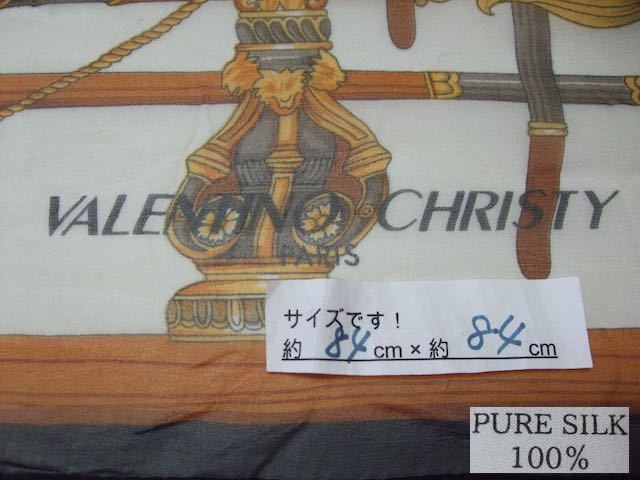 VALENTINO CHRISTY
PARIS
サイズです！
約 84 cm × 約 84 cm
PURE SILK
100%